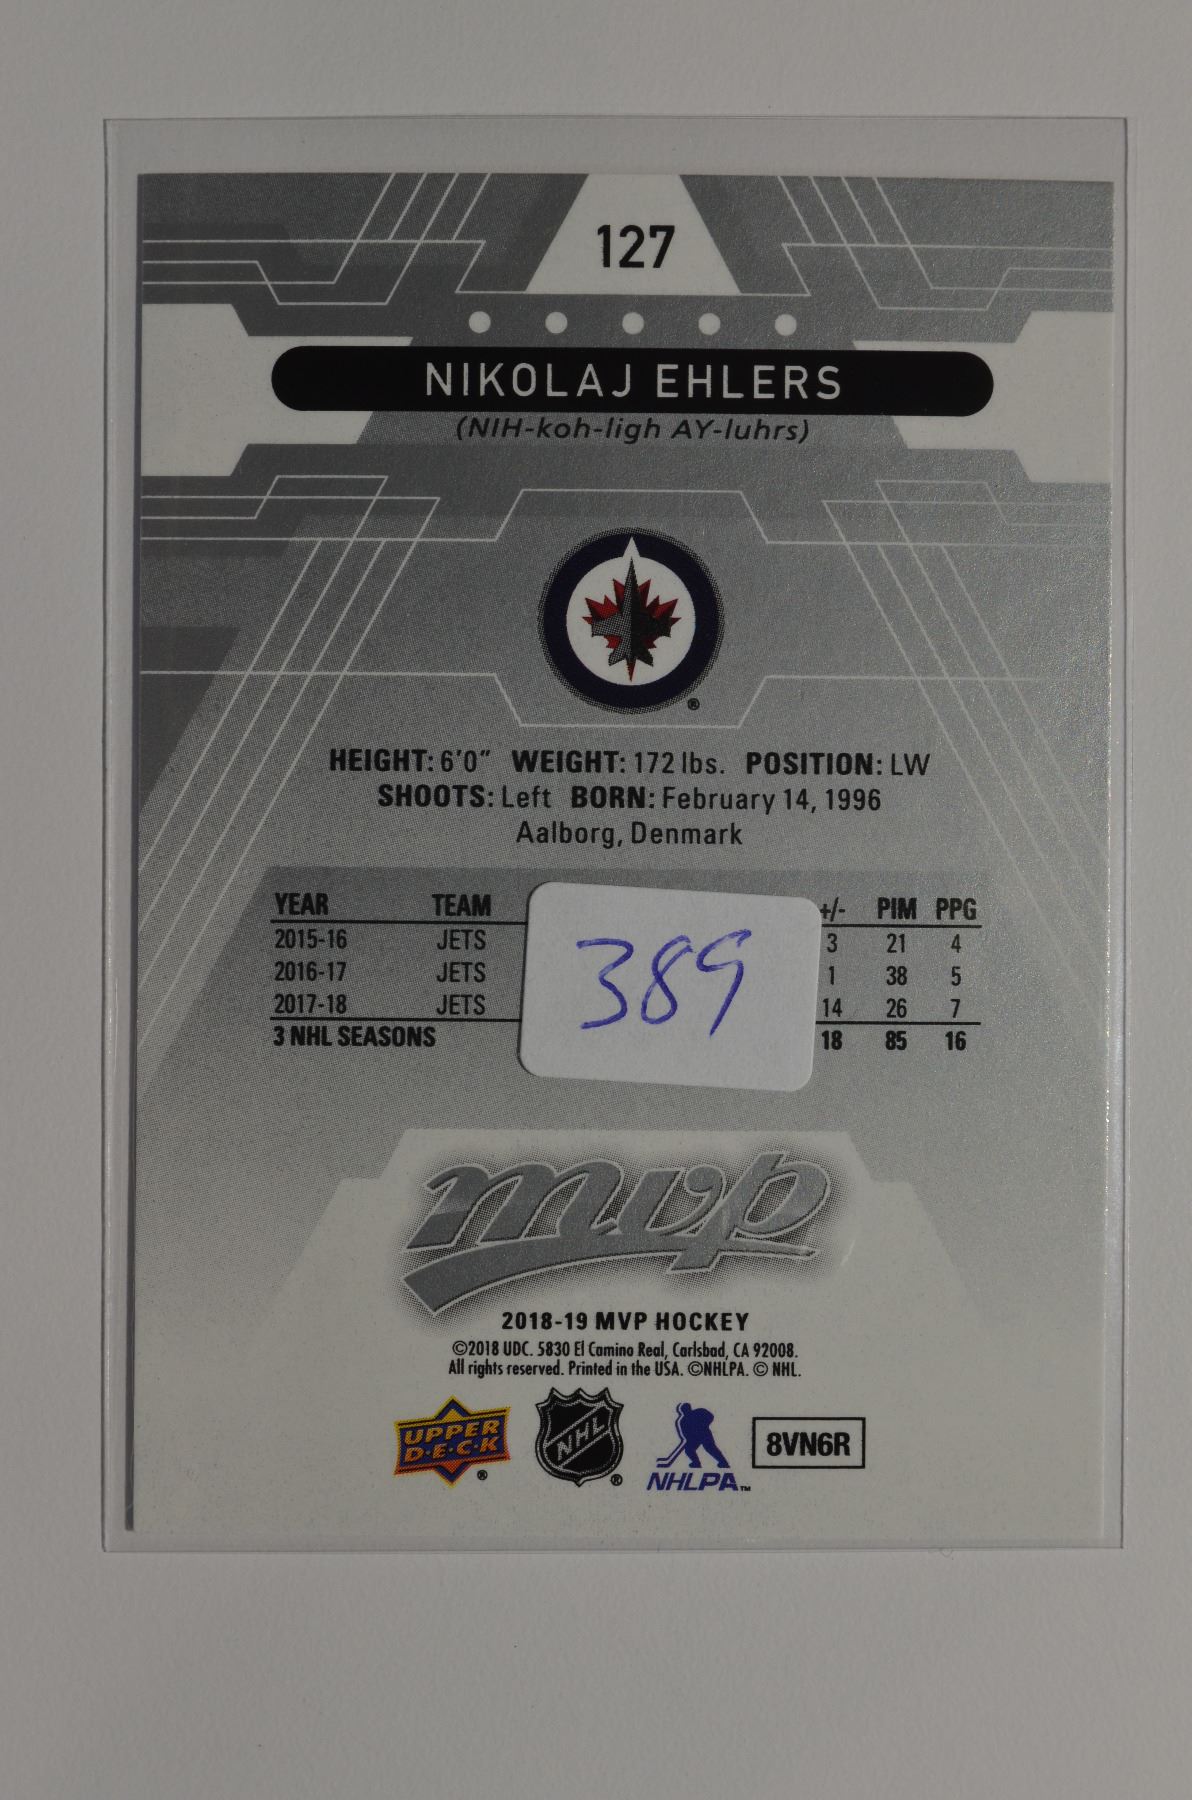 127
NIKOLAJ EHLERS
(NIH-koh-ligh AY-luhrs)
®
HEIGHT: 6'0" WEIGHT: 172 lbs. POSITION: LW
SHOOTS: Left BORN: February 14, 1996
Aalborg, Denmark
YEAR TEAM +/- PIM PPG
2015-16 JETS 3 21 4
2016-17 JETS 1 38 5
2017-18 JETS 14 26 7
3 NHL SEASONS 18 85 16
389
mvp
2018-19 MVP HOCKEY
©2018 UDC. 5830 El Camino Real, Carlsbad, CA 92008.
All rights reserved. Printed in the USA. ©NHLPA. © NHL.
UPPER
D·E·C·K ®
NHL ®
NHLPA™
8VN6R